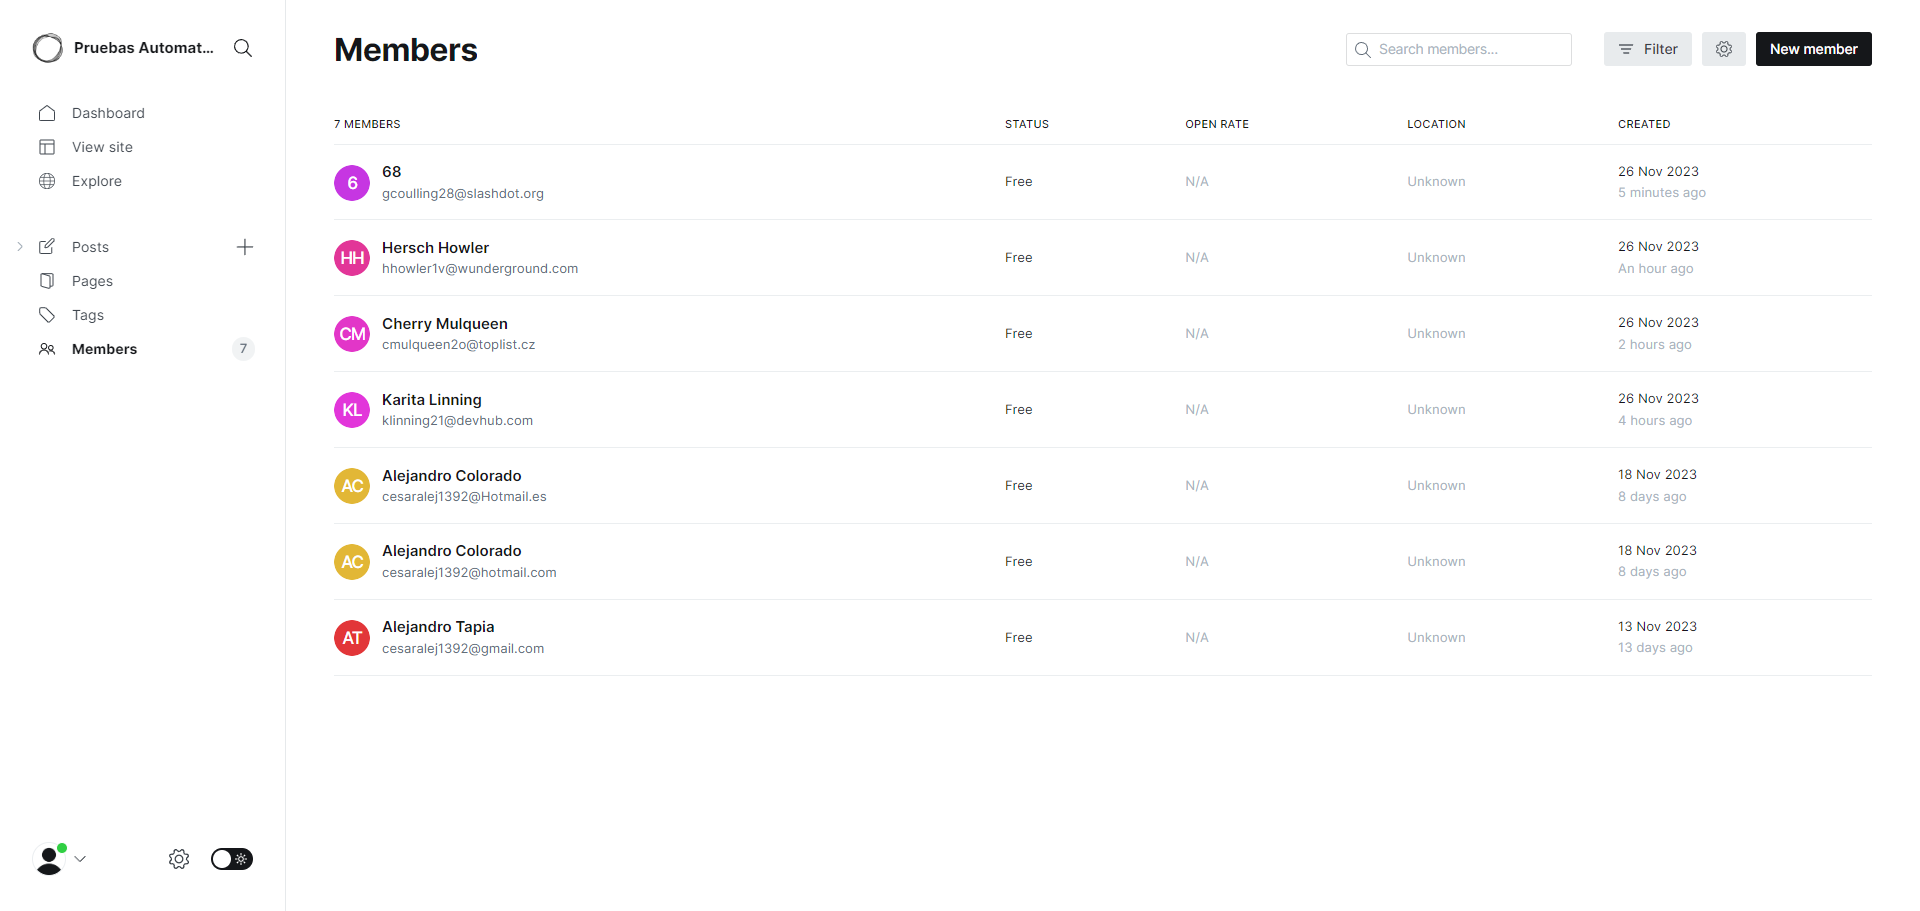 Pruebas Automat...
Dashboard
View site
Explore
Posts
Pages
Tags
Members 7
Members
Search members...
Filter
New member
7 MEMBERS STATUS OPEN RATE LOCATION CREATED
6 68 Free N/A Unknown 26 Nov 2023
gcoulling28@slashdot.org 5 minutes ago
HH Hersch Howler Free N/A Unknown 26 Nov 2023
hhowler1v@wunderground.com An hour ago
CM Cherry Mulqueen Free N/A Unknown 26 Nov 2023
cmulqueen2o@toplist.cz 2 hours ago
KL Karita Linning Free N/A Unknown 26 Nov 2023
klinning21@devhub.com 4 hours ago
AC Alejandro Colorado Free N/A Unknown 18 Nov 2023
cesaralej1392@Hotmail.es 8 days ago
AC Alejandro Colorado Free N/A Unknown 18 Nov 2023
cesaralej1392@hotmail.com 8 days ago
AT Alejandro Tapia Free N/A Unknown 13 Nov 2023
cesaralej1392@gmail.com 13 days ago